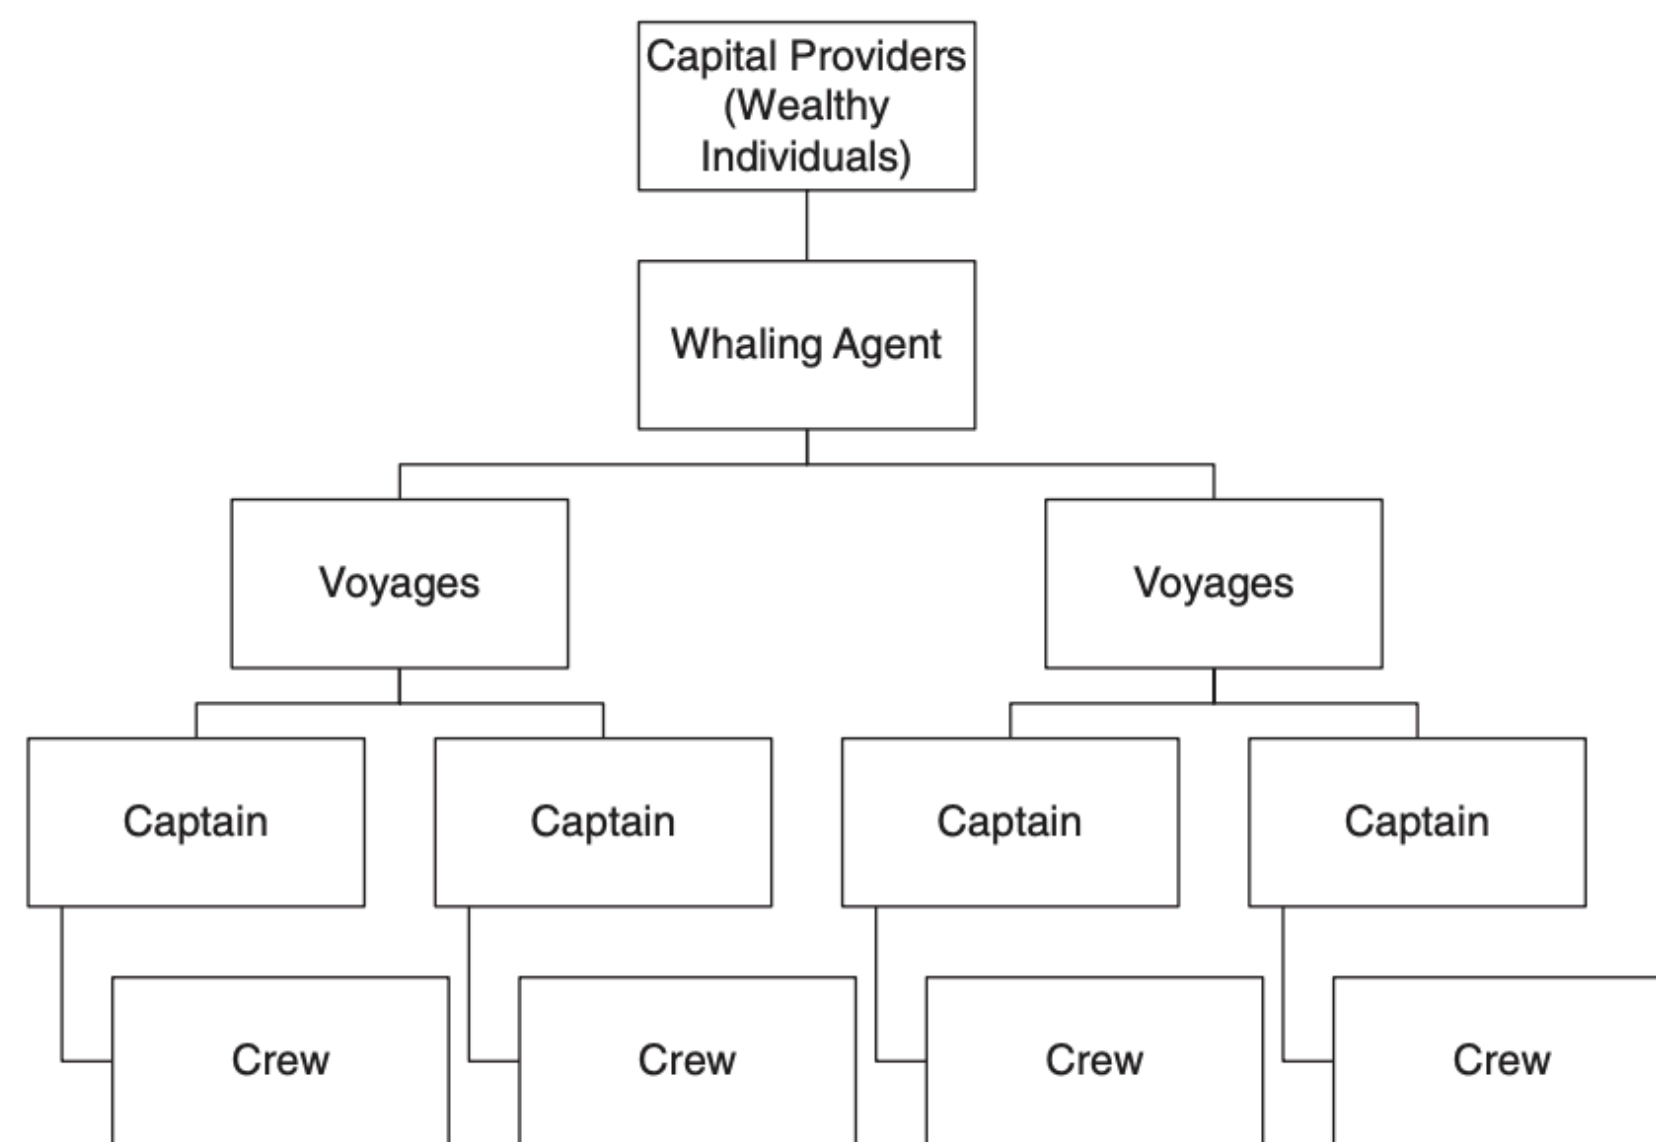 Capital Providers
(Wealthy
Individuals)
Whaling Agent
Voyages
Voyages
Captain
Captain
Captain
Captain
Crew
Crew
Crew
Crew